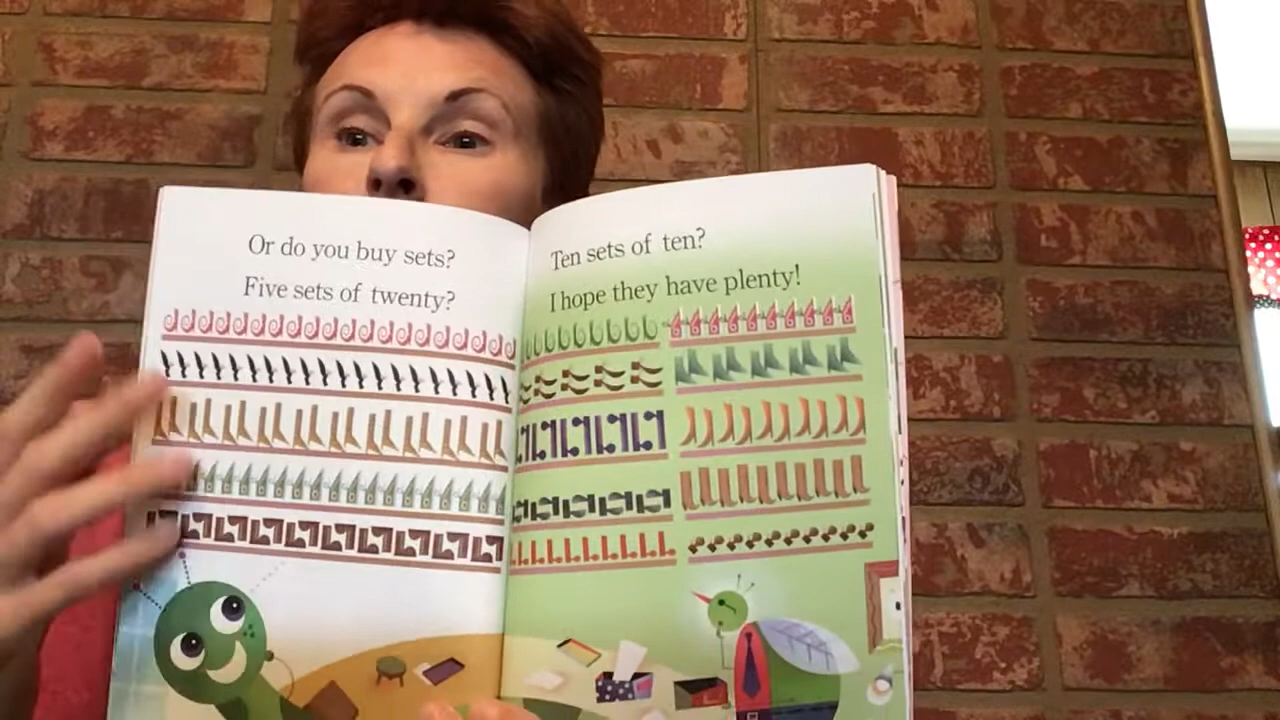 Or do you buy sets?
Five sets of twenty?
Ten sets of ten?
I hope they have plenty!